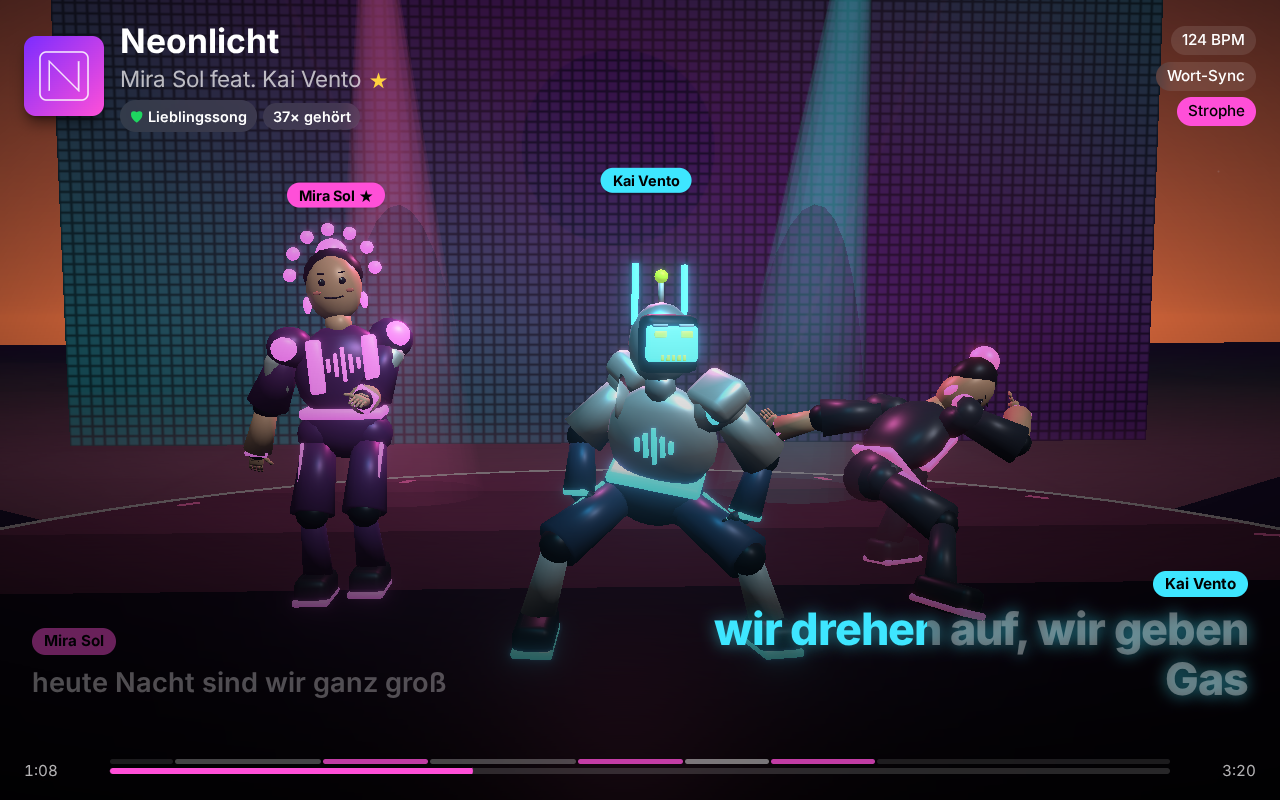 Neonlicht
Mira Sol feat. Kai Vento ★
Lieblingssong
37× gehört
124 BPM
Wort-Sync
Strophe
Mira Sol ★
Kai Vento
Kai Vento
wir drehen auf, wir geben
Gas
Mira Sol
heute Nacht sind wir ganz groß
1:08
3:20